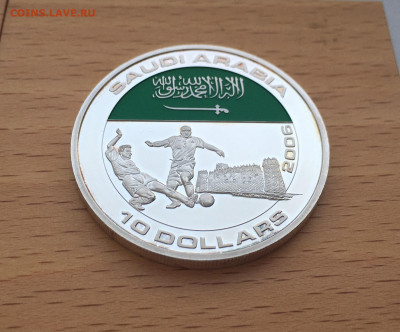 COINS.LAVE.RU
SAUDI ARABIA
لا إله إلا الله محمد رسول الله
2006
10 DOLLARS